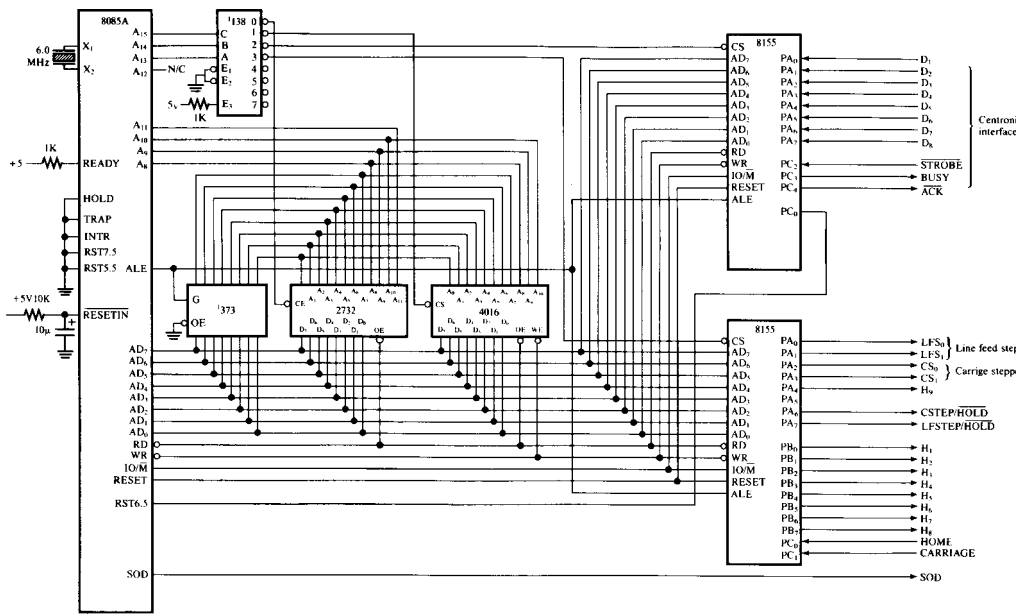 8085A
6.0
MHz
X1
X2
+5
1K
READY
HOLD
TRAP
INTR
RST7.5
RST5.5
+5V10K
RESETIN
10μ
+
A15
A14
A13
A12
N/C
5v
1K
A11
A10
A9
A8
ALE
AD7
AD6
AD5
AD4
AD3
AD2
AD1
AD0
RD
WR
IO/M
RESET
RST6.5
SOD
'138
C
B
A
E1
E2
E3
0
1
2
3
4
5
6
7
'373
G
OE
2732
CE
OE
4016
CS
OE
WE
8155
CS
AD7
AD6
AD5
AD4
AD3
AD2
AD1
AD0
RD
WR
IO/M
RESET
ALE
PA0
PA1
PA2
PA3
PA4
PA5
PA6
PA7
PC2
PC3
PC4
PC0
D1
D2
D3
D4
D5
D6
D7
D8
STROBE
BUSY
ACK
Centroni
interface
8155
CS
AD7
AD6
AD5
AD4
AD3
AD2
AD1
AD0
RD
WR
IO/M
RESET
ALE
PA0
PA1
PA2
PA3
PA4
PA6
PA7
PB0
PB1
PB2
PB3
PB4
PB5
PB6
PB7
PC0
PC1
LFS0
LFS1
Line feed step
CS0
CS1
Carrige steppe
H9
CSTEP/HOLD
LFSTEP/HOLD
H1
H2
H3
H4
H5
H6
H7
H8
HOME
CARRIAGE
SOD